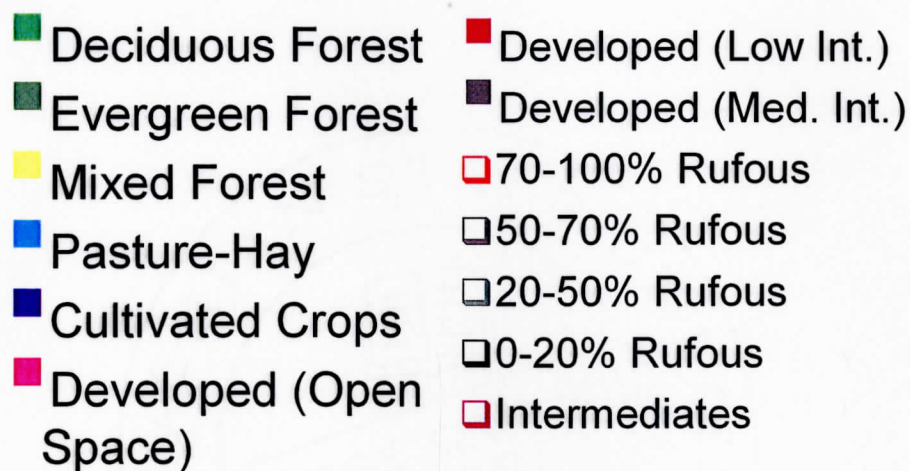 Deciduous Forest
Evergreen Forest
Mixed Forest
Pasture-Hay
Cultivated Crops
Developed (Open
Space)
Developed (Low Int.)
Developed (Med. Int.)
70-100% Rufous
50-70% Rufous
20-50% Rufous
0-20% Rufous
Intermediates